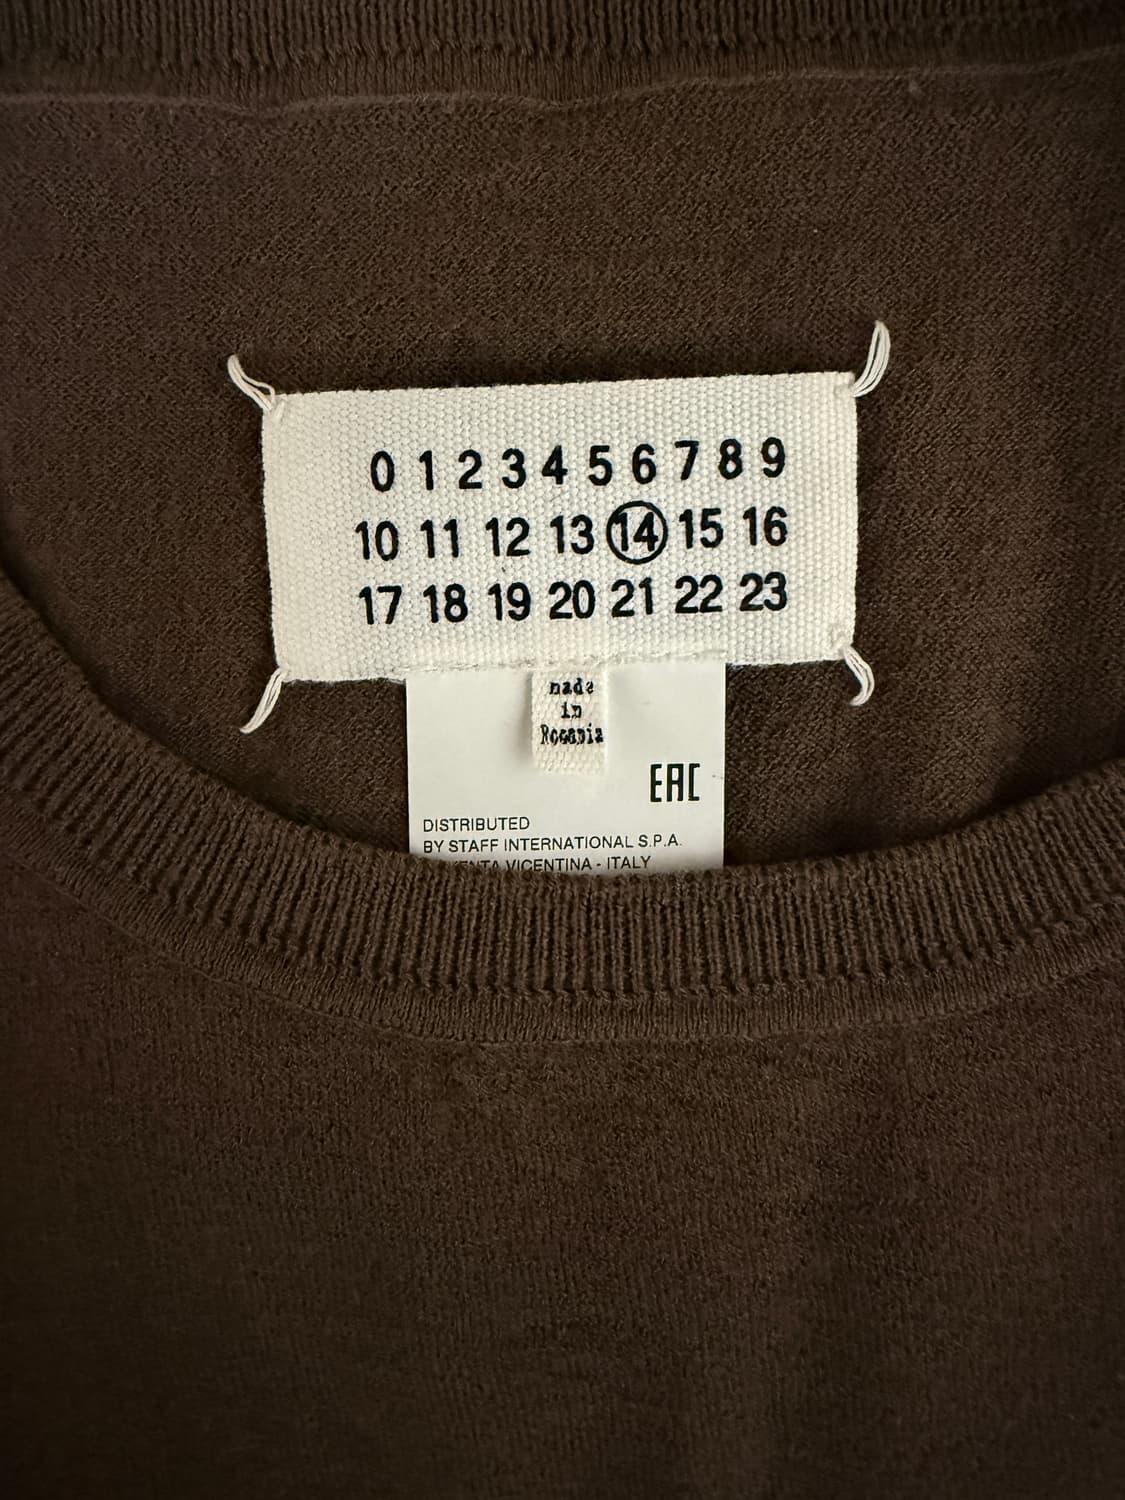 0 1 2 3 4 5 6 7 8 9
10 11 12 13 14 15 16
17 18 19 20 21 22 23
made
in
Romania
EAC
DISTRIBUTED
BY STAFF INTERNATIONAL S.P.A.
VICENTINA - ITALY